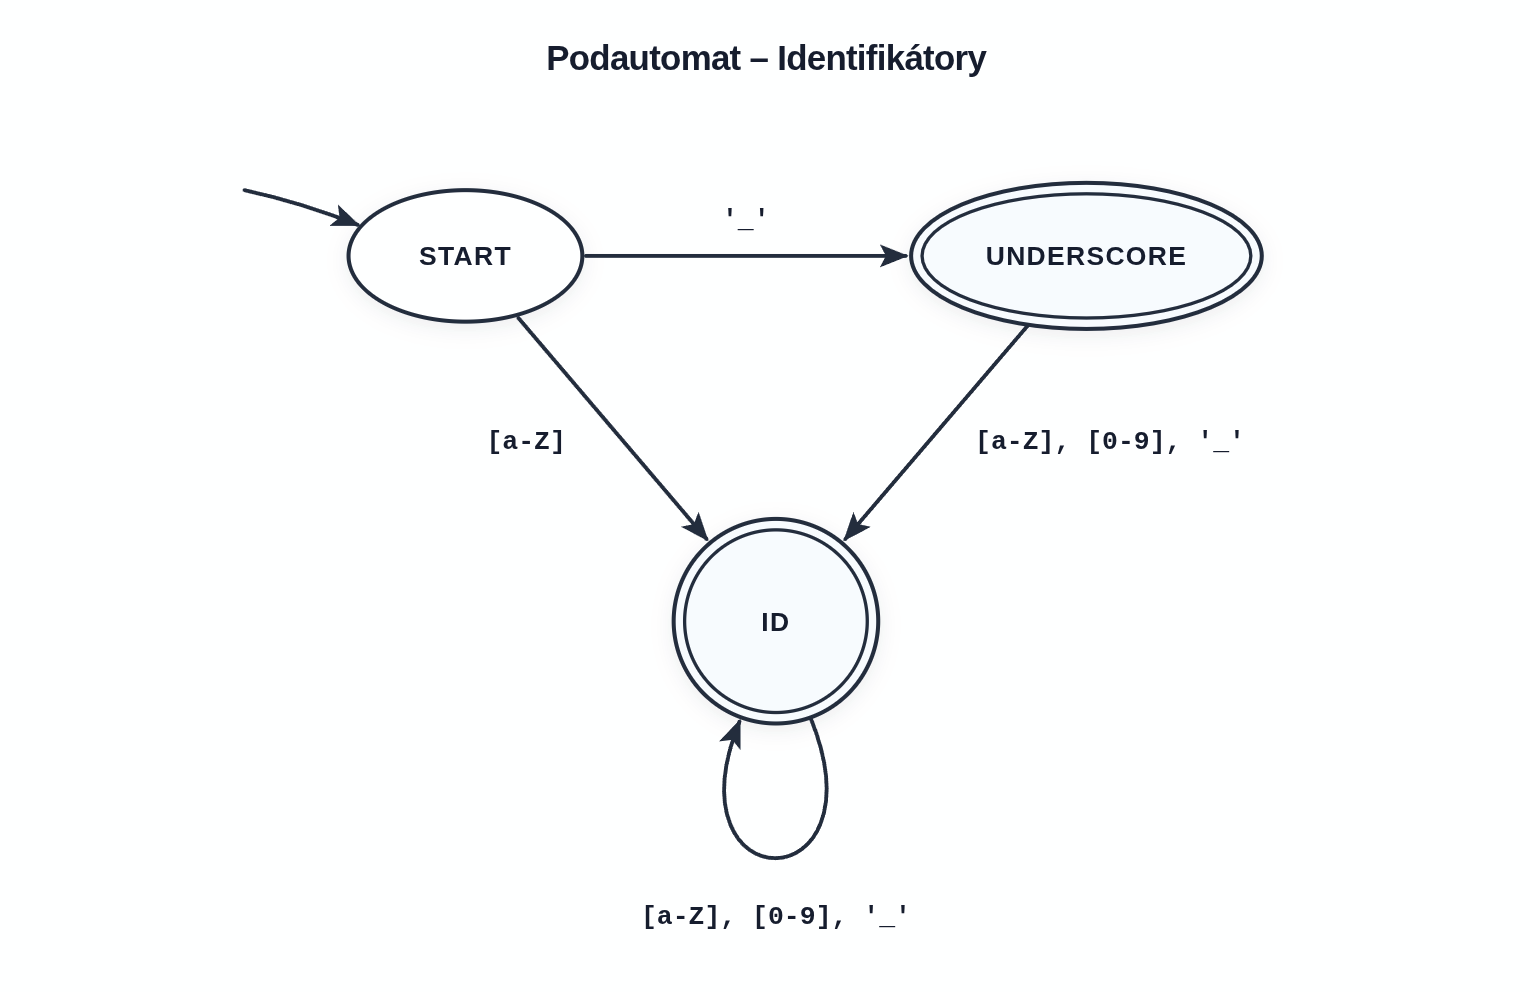 Podautomat – Identifikátory
'_'
START
UNDERSCORE
[a-Z]
[a-Z], [0-9], '_'
ID
[a-Z], [0-9], '_'